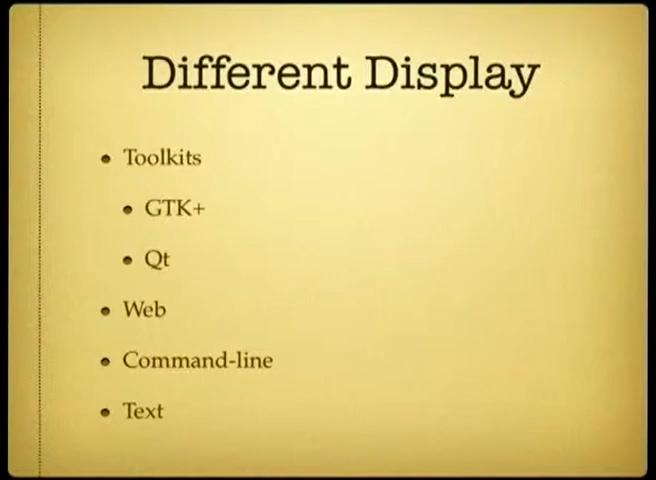 Different Display
Toolkits
GTK+
Qt
Web
Command-line
Text